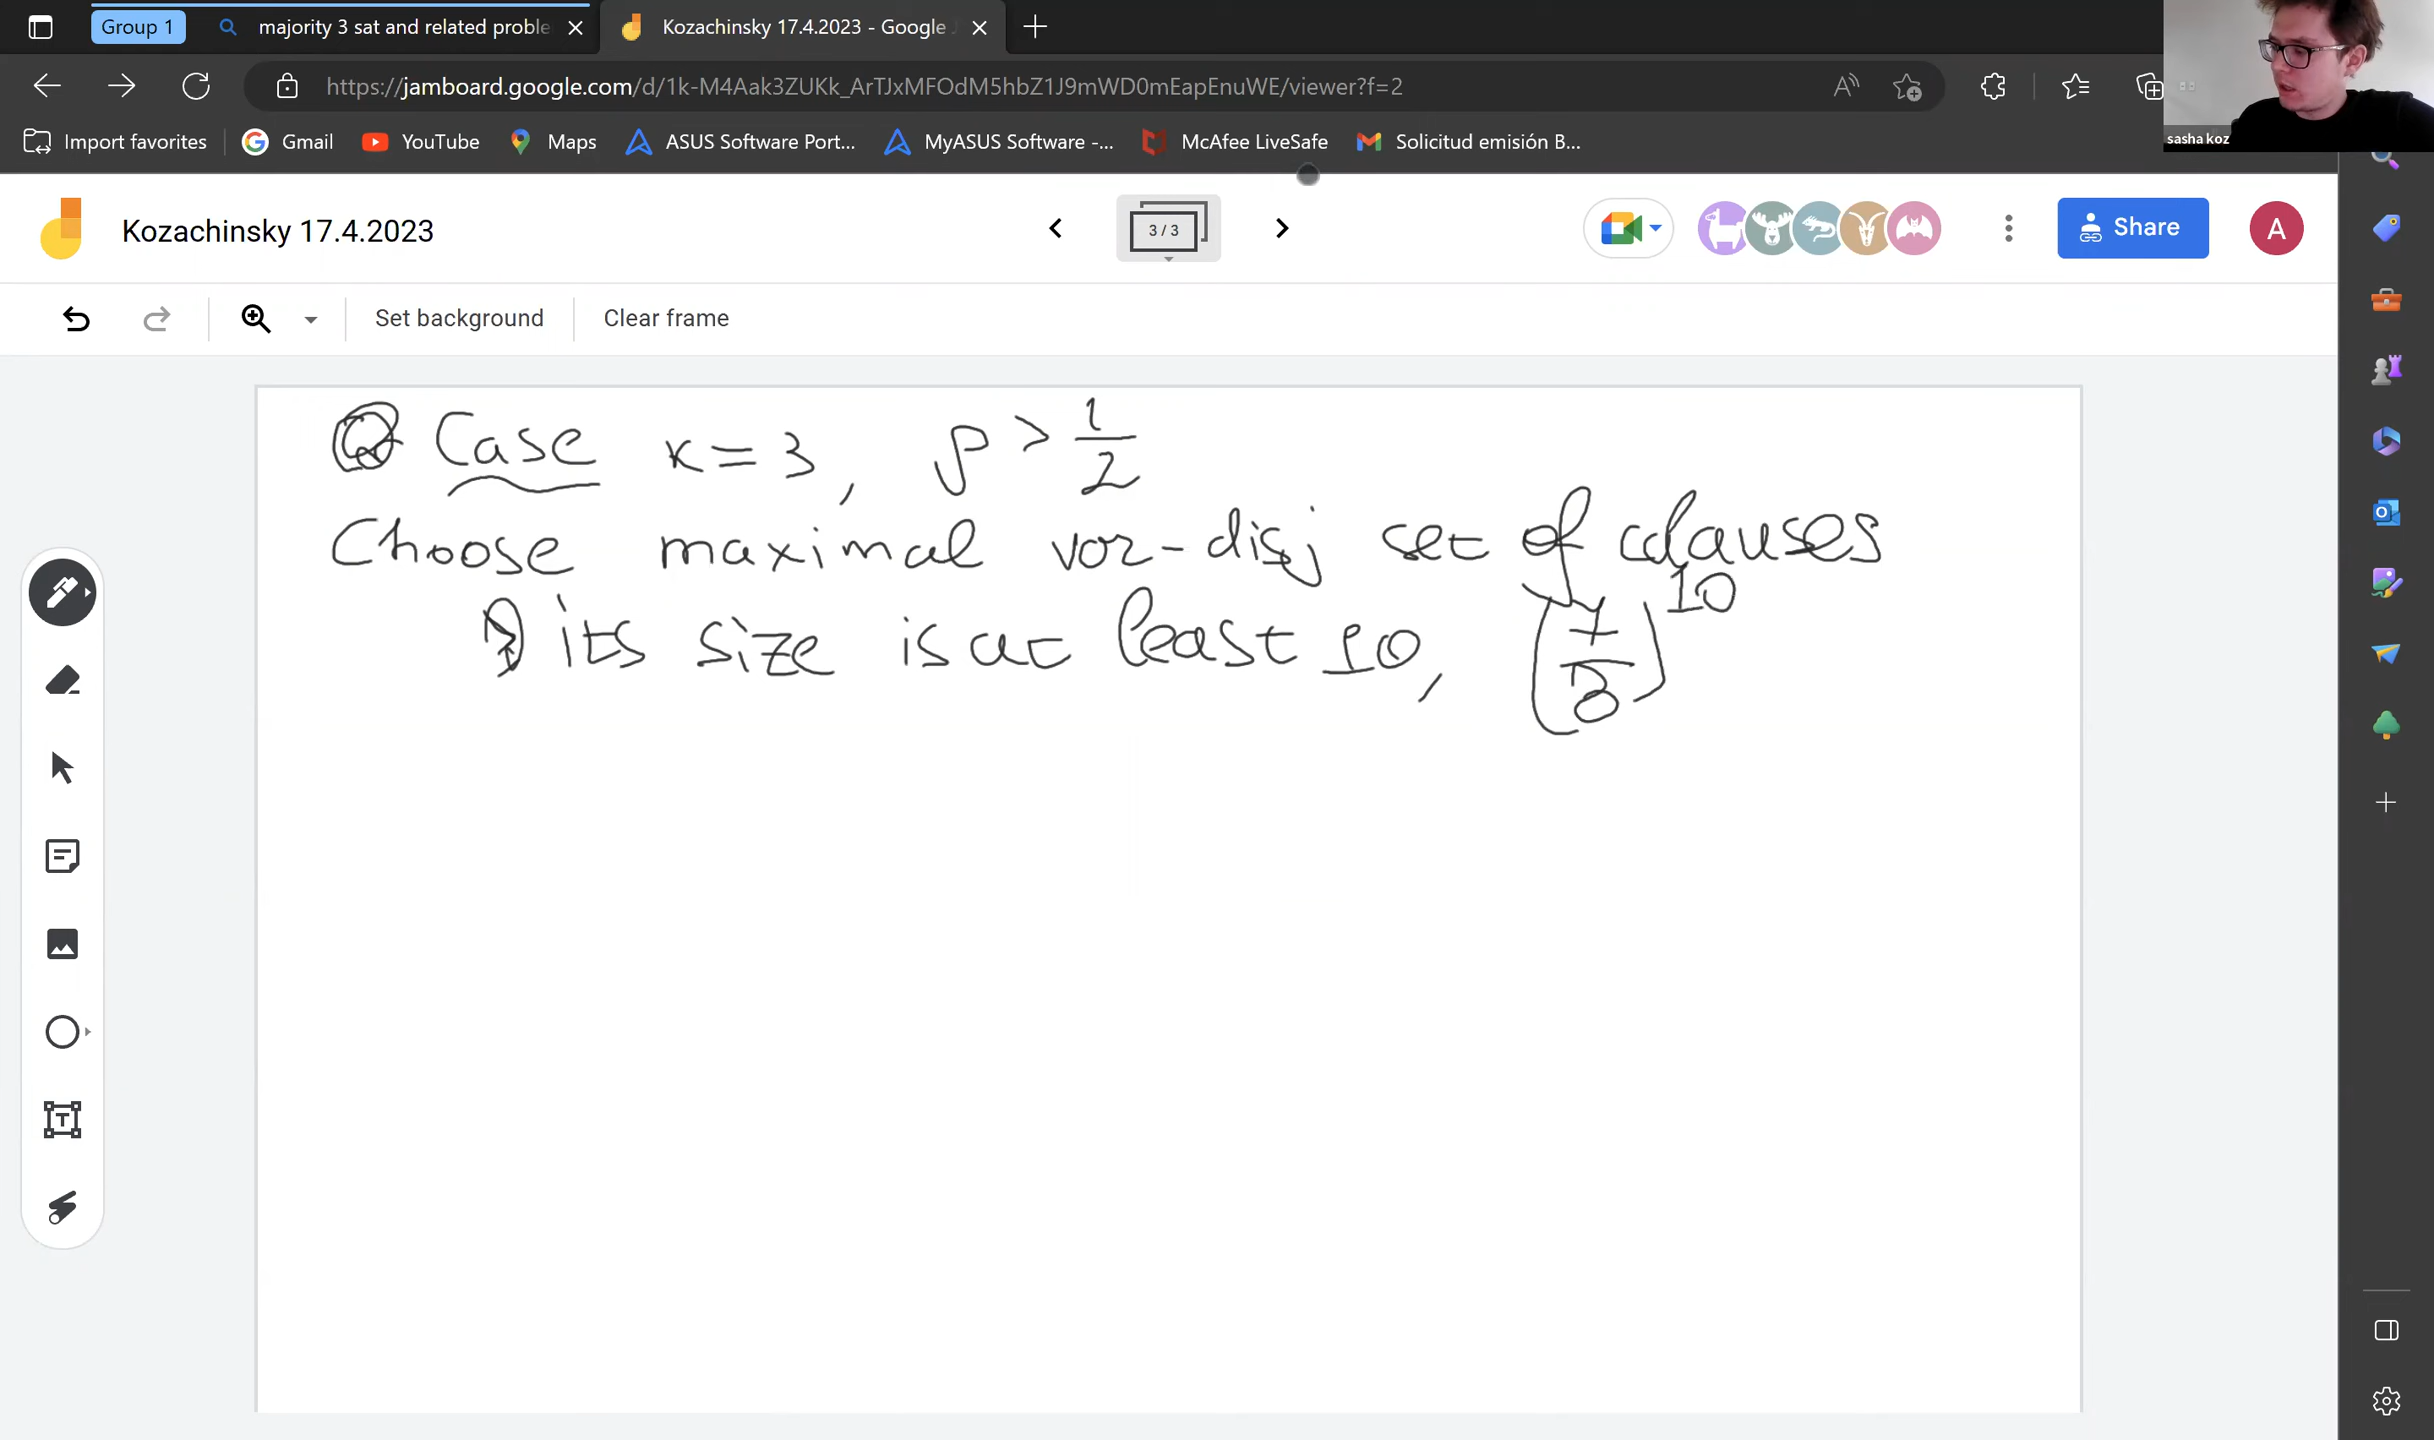 Group 1
majority 3 sat and related proble
Kozachinsky 17.4.2023 - Google J
https://jamboard.google.com/d/1k-M4Aak3ZUKk_ArTJxMFOdM5hbZ1J9mWD0mEapEnuWE/viewer?f=2
Import favorites
Gmail
YouTube
Maps
ASUS Software Port...
MyASUS Software -...
McAfee LiveSafe
Solicitud emisión B...
sasha koz
Kozachinsky 17.4.2023
3 / 3
Share
A
Set background
Clear frame
Case k = 3, ρ > 1/2
Choose maximal var-disj set of clauses
1) its size is at least 10, (7/8)^10